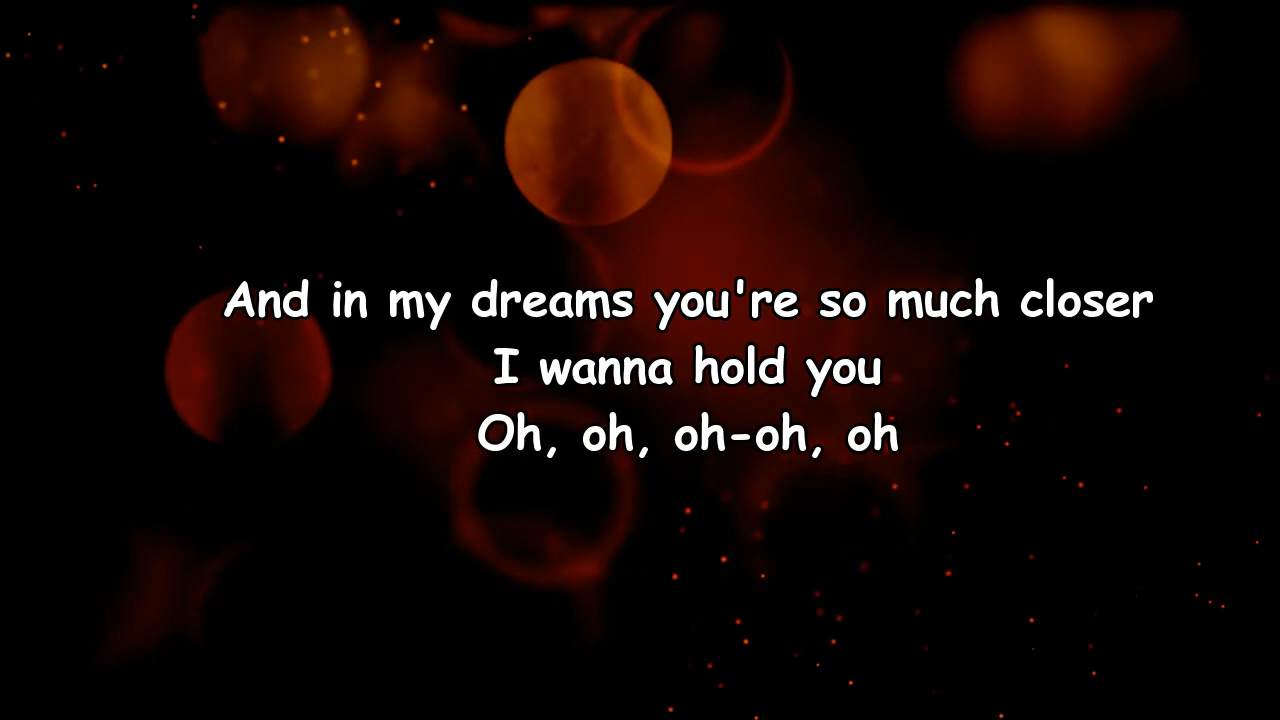 And in my dreams you're so much closer
I wanna hold you
Oh, oh, oh-oh, oh